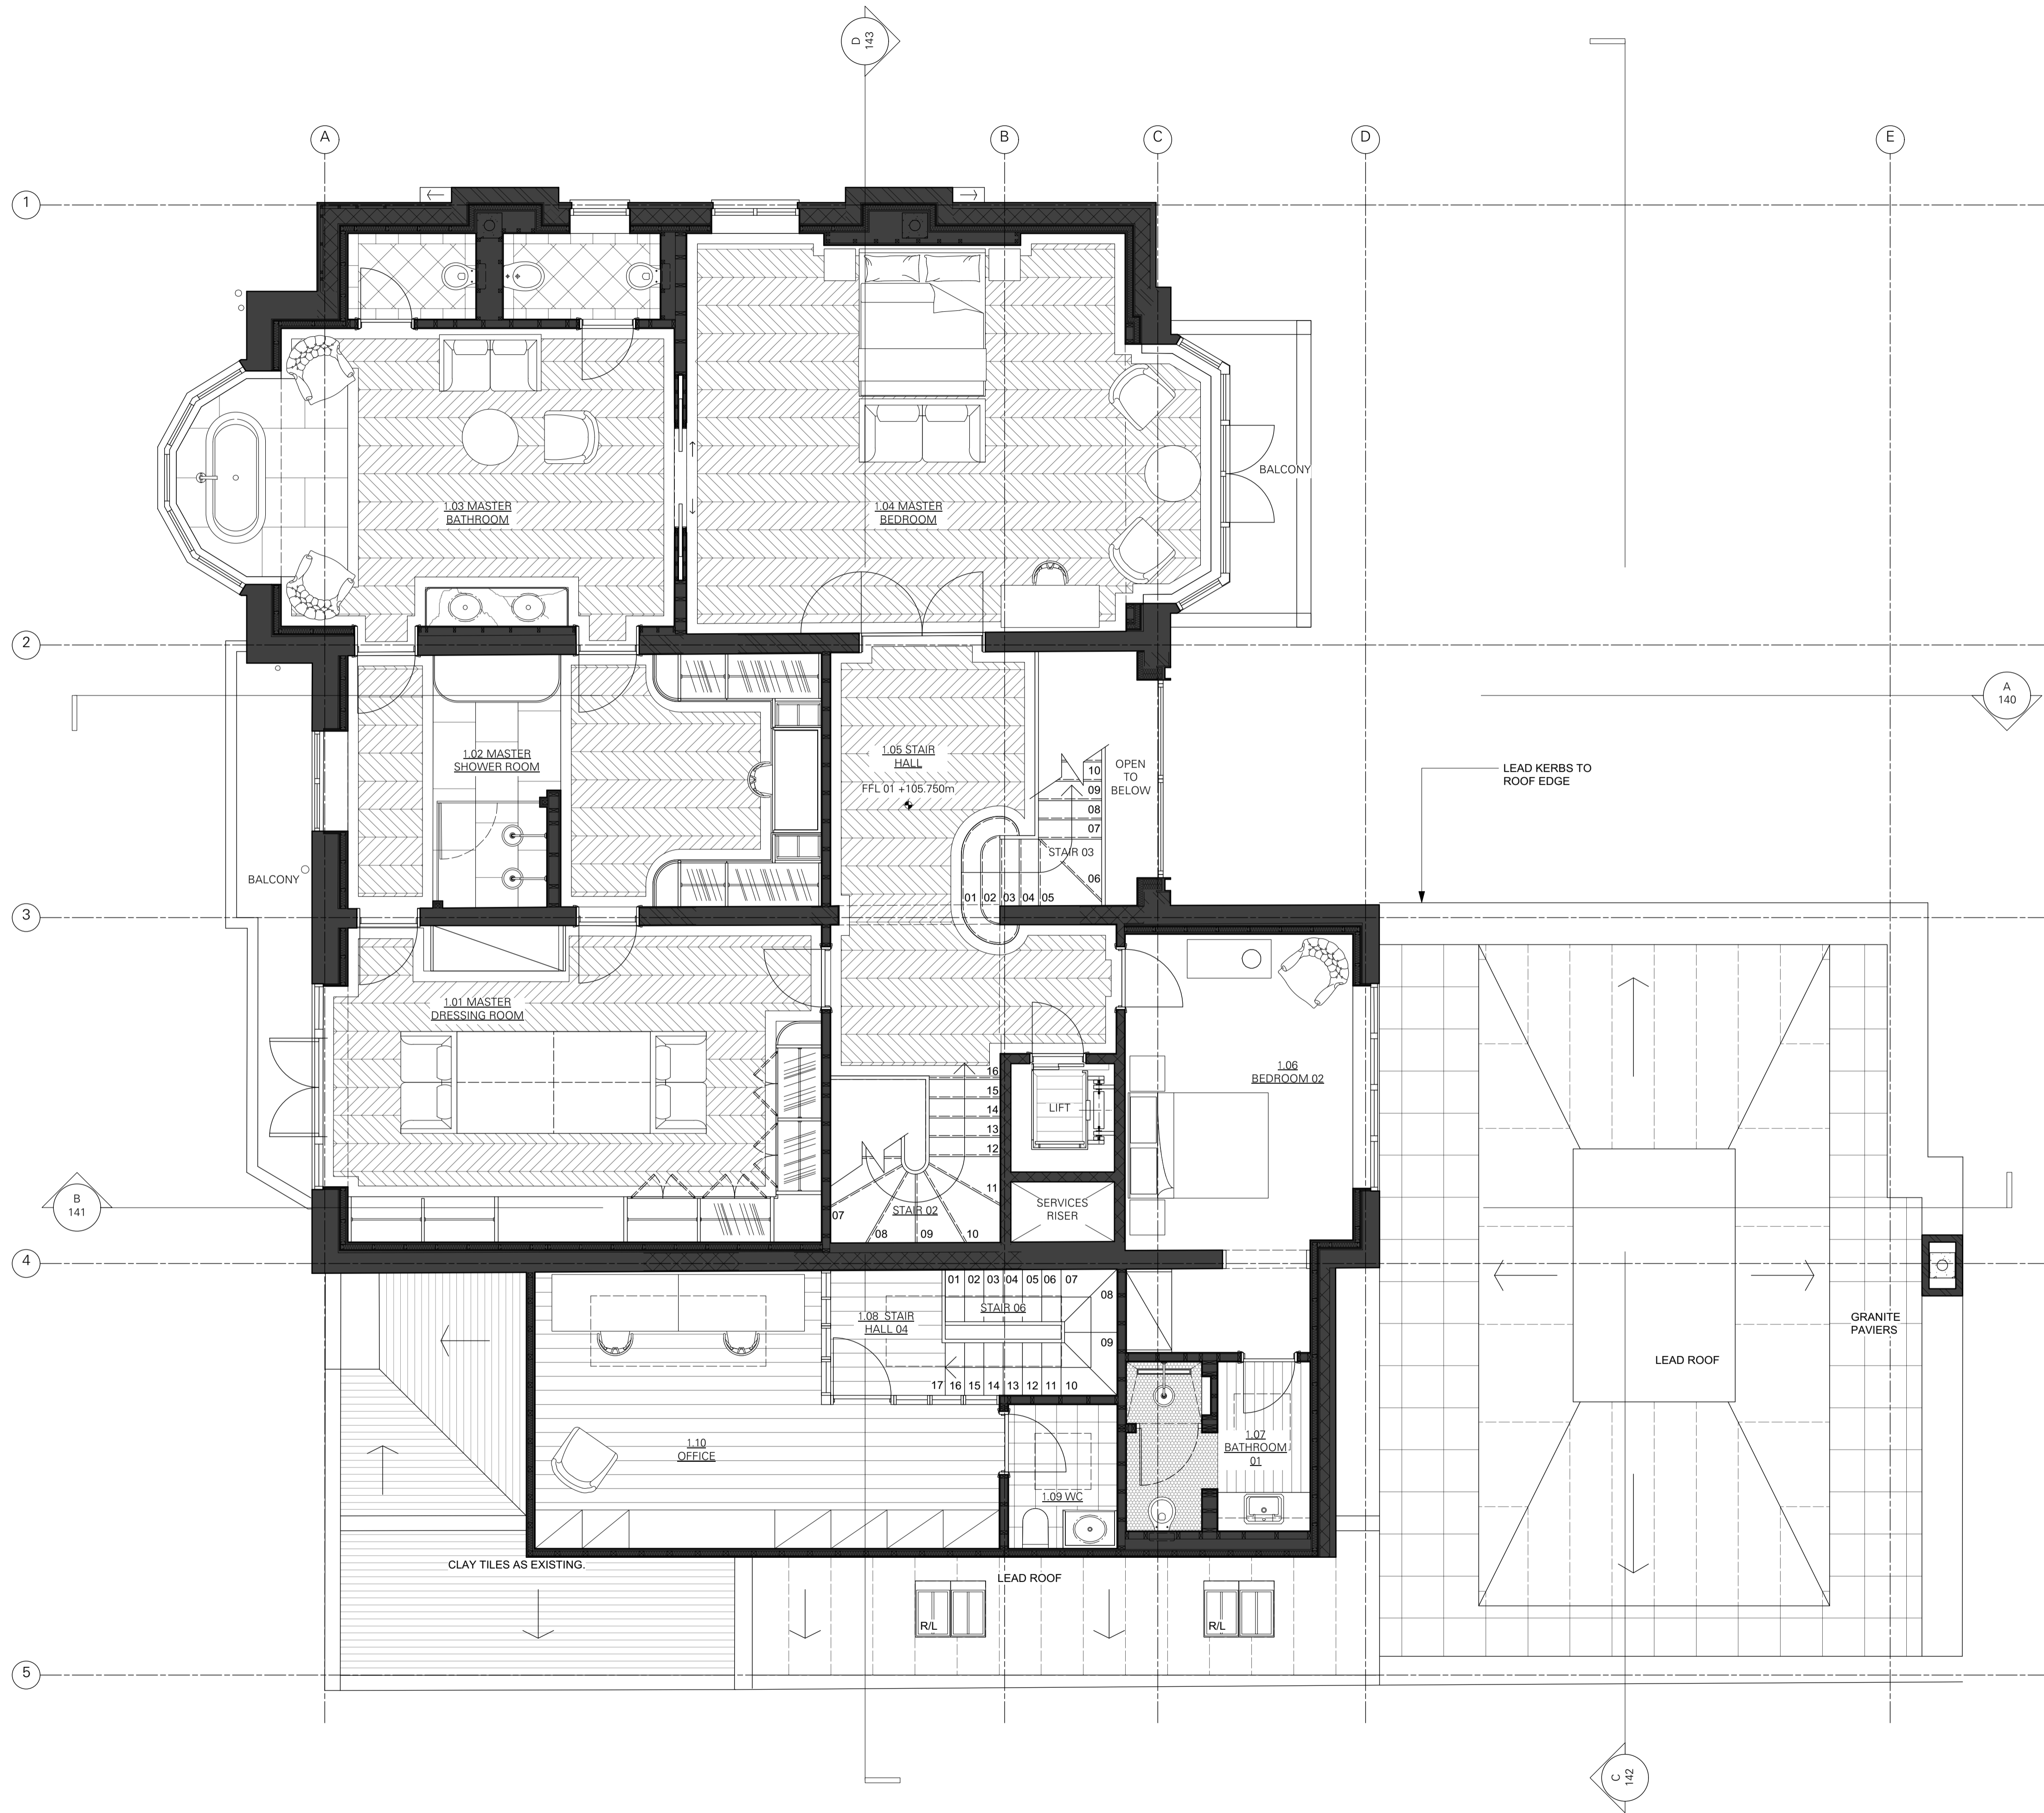 D
143
A
B
C
D
E
1
BALCONY
1.03 MASTER
BATHROOM
1.04 MASTER
BEDROOM
2
A
140
1.02 MASTER
SHOWER ROOM
1.05 STAIR
HALL
FFL 01 +105.750m
OPEN
TO
BELOW
10
09
08
07
STAIR 03
06
01 02 03 04 05
LEAD KERBS TO
ROOF EDGE
BALCONY
3
1.01 MASTER
DRESSING ROOM
1.06
BEDROOM 02
16
15
14
13
12
11
LIFT
B
141
07
STAIR 02
08
09
10
SERVICES
RISER
4
01 02 03 04 05 06 07
08
STAIR 06
1.08 STAIR
HALL 04
09
17 16 15 14 13 12 11 10
GRANITE
PAVIERS
LEAD ROOF
1.10
OFFICE
1.07
BATHROOM
01
1.09 WC
CLAY TILES AS EXISTING.
LEAD ROOF
R/L
R/L
5
C
142